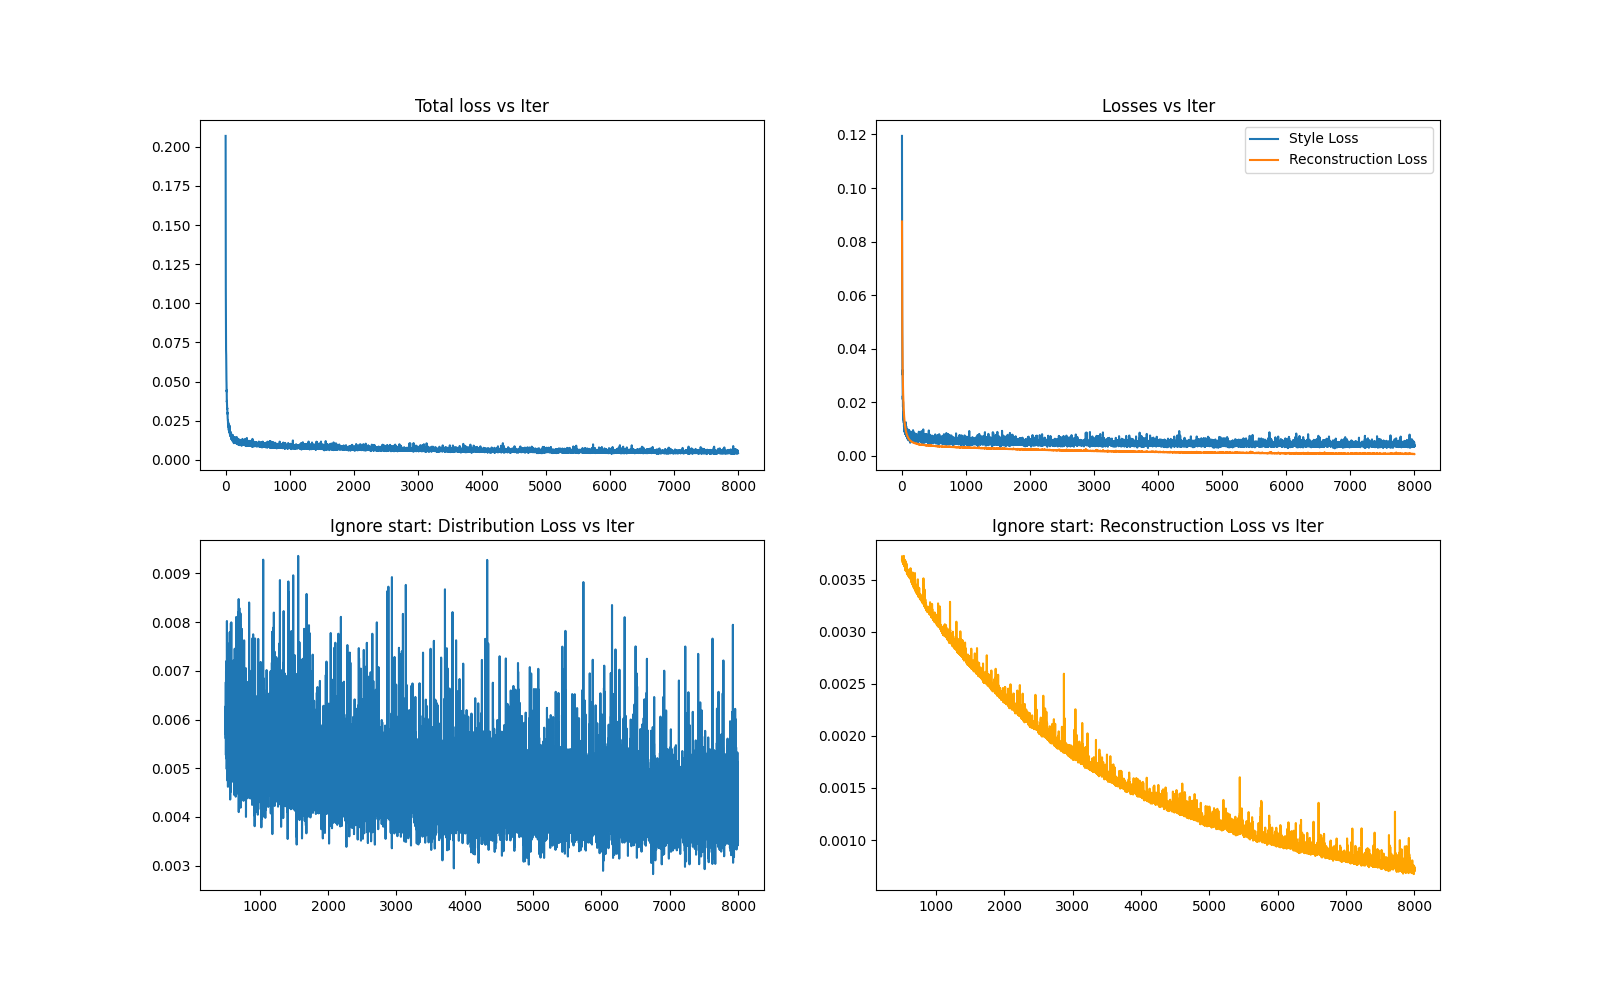 Total loss vs Iter
0.200
0.175
0.150
0.125
0.100
0.075
0.050
0.025
0.000
0 1000 2000 3000 4000 5000 6000 7000 8000
Losses vs Iter
Style Loss
Reconstruction Loss
0.12
0.10
0.08
0.06
0.04
0.02
0.00
0 1000 2000 3000 4000 5000 6000 7000 8000
Ignore start: Distribution Loss vs Iter
0.009
0.008
0.007
0.006
0.005
0.004
0.003
1000 2000 3000 4000 5000 6000 7000 8000
Ignore start: Reconstruction Loss vs Iter
0.0035
0.0030
0.0025
0.0020
0.0015
0.0010
1000 2000 3000 4000 5000 6000 7000 8000